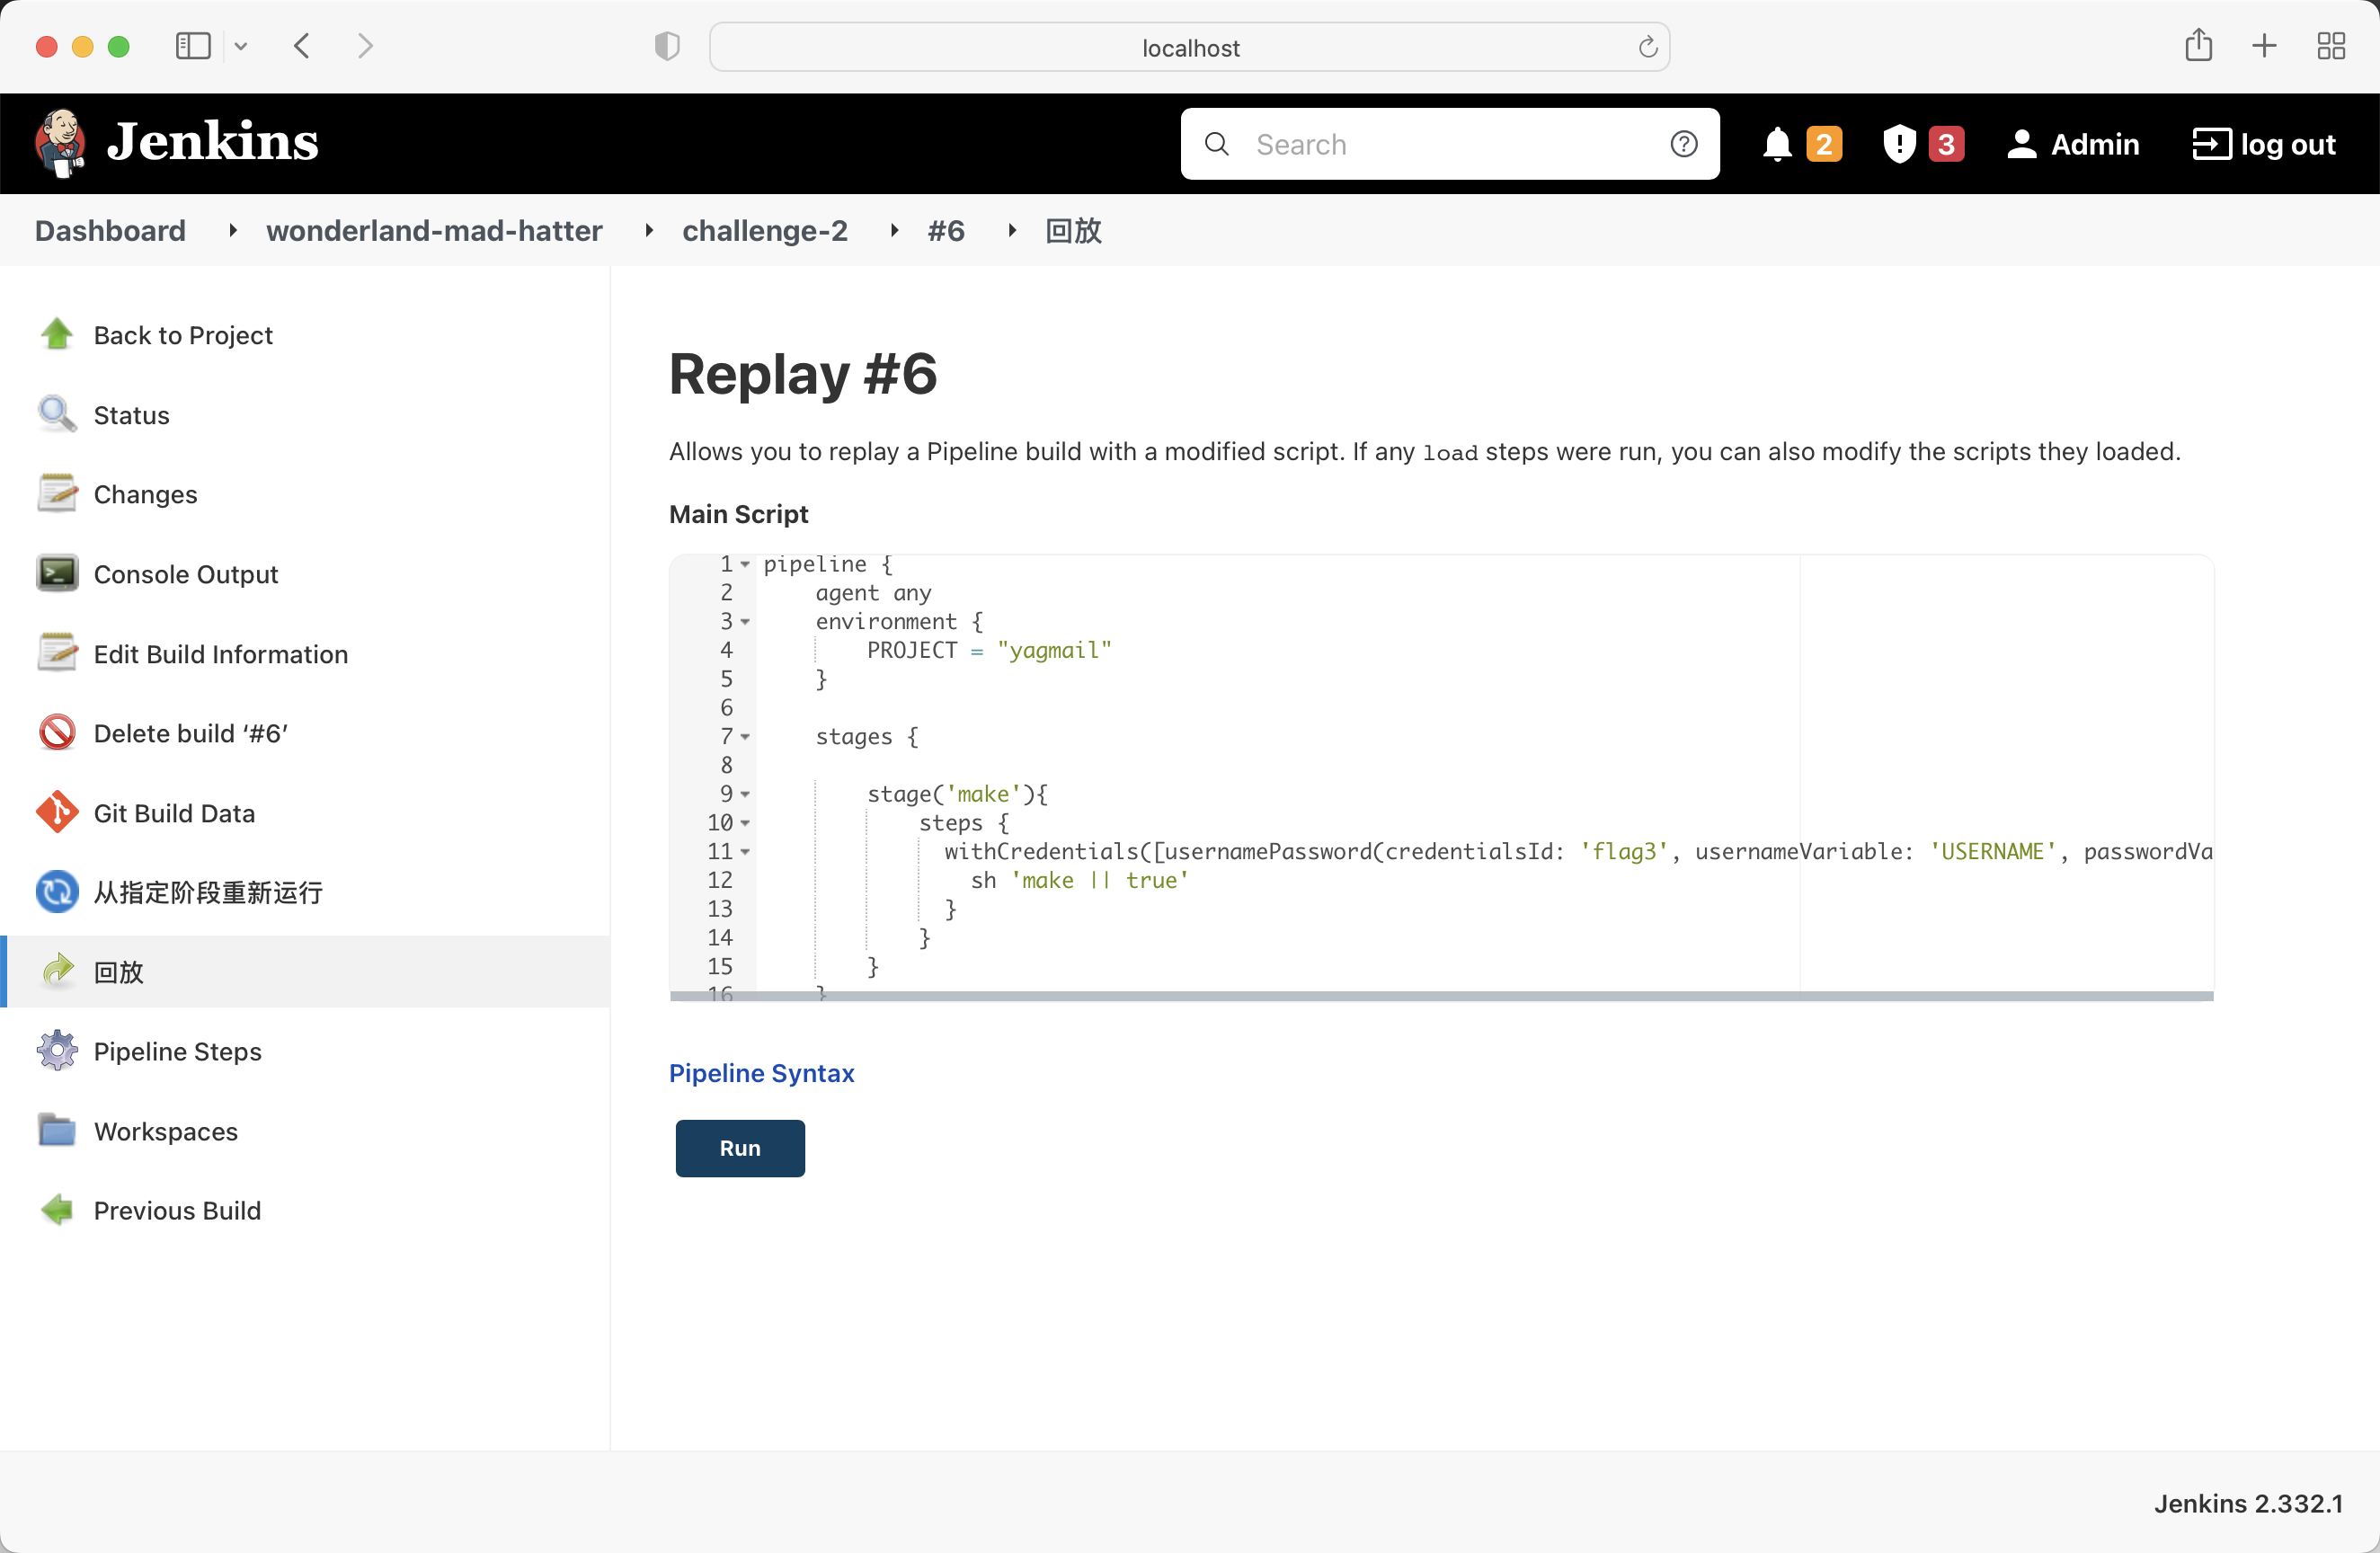 localhost
Jenkins
Search
2
3
Admin
log out
Dashboard wonderland-mad-hatter challenge-2 #6 回放
Back to Project
Status
Changes
Console Output
Edit Build Information
Delete build ‘#6’
Git Build Data
从指定阶段重新运行
回放
Pipeline Steps
Workspaces
Previous Build
Replay #6
Allows you to replay a Pipeline build with a modified script. If any load steps were run, you can also modify the scripts they loaded.
Main Script
1 pipeline {
2 agent any
3 environment {
4 PROJECT = "yagmail"
5 }
6
7 stages {
8
9 stage('make'){
10 steps {
11 withCredentials([usernamePassword(credentialsId: 'flag3', usernameVariable: 'USERNAME', passwordVa
12 sh 'make || true'
13 }
14 }
15 }
16 }
Pipeline Syntax
Run
Jenkins 2.332.1